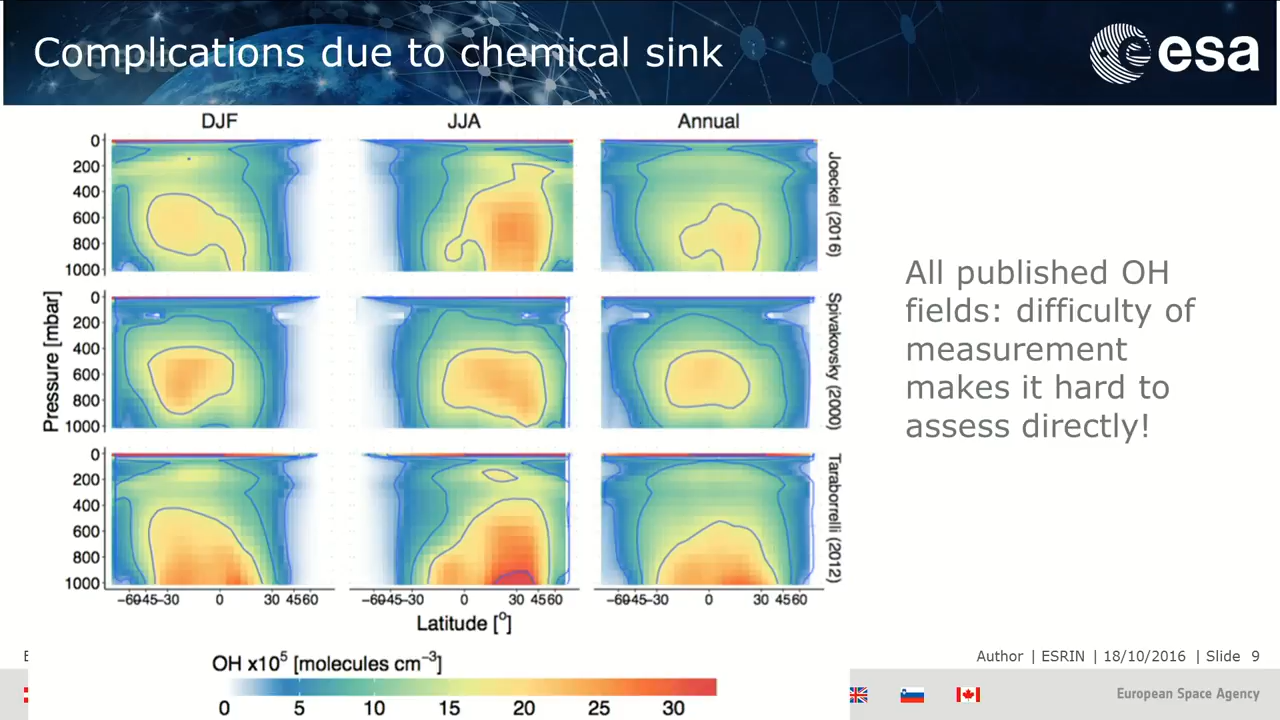 Complications due to chemical sink
esa
DJF
JJA
Annual
0
200
400
600
800
1000
Joeckel (2016)
0
200
400
600
800
1000
Spivakovsky (2000)
0
200
400
600
800
1000
Taraborrelli (2012)
Pressure [mbar]
−60−45−30 0 30 45 60
−60−45−30 0 30 45 60
−60−45−30 0 30 45 60
Latitude [°]
OH x10⁵ [molecules cm⁻³]
0 5 10 15 20 25 30
All published OH
fields: difficulty of
measurement
makes it hard to
assess directly!
Author | ESRIN | 18/10/2016 | Slide 9
European Space Agency